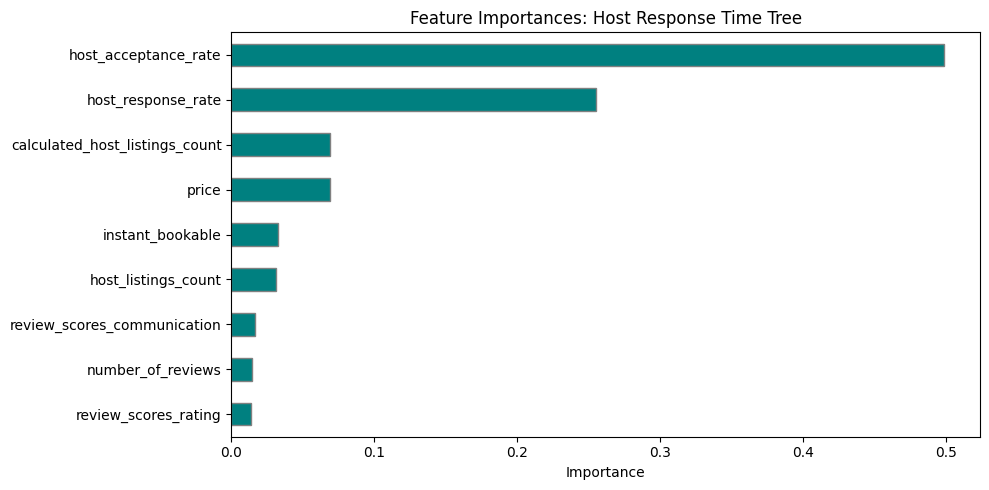 Feature Importances: Host Response Time Tree
host_acceptance_rate
host_response_rate
calculated_host_listings_count
price
instant_bookable
host_listings_count
review_scores_communication
number_of_reviews
review_scores_rating
0.0 0.1 0.2 0.3 0.4 0.5
Importance